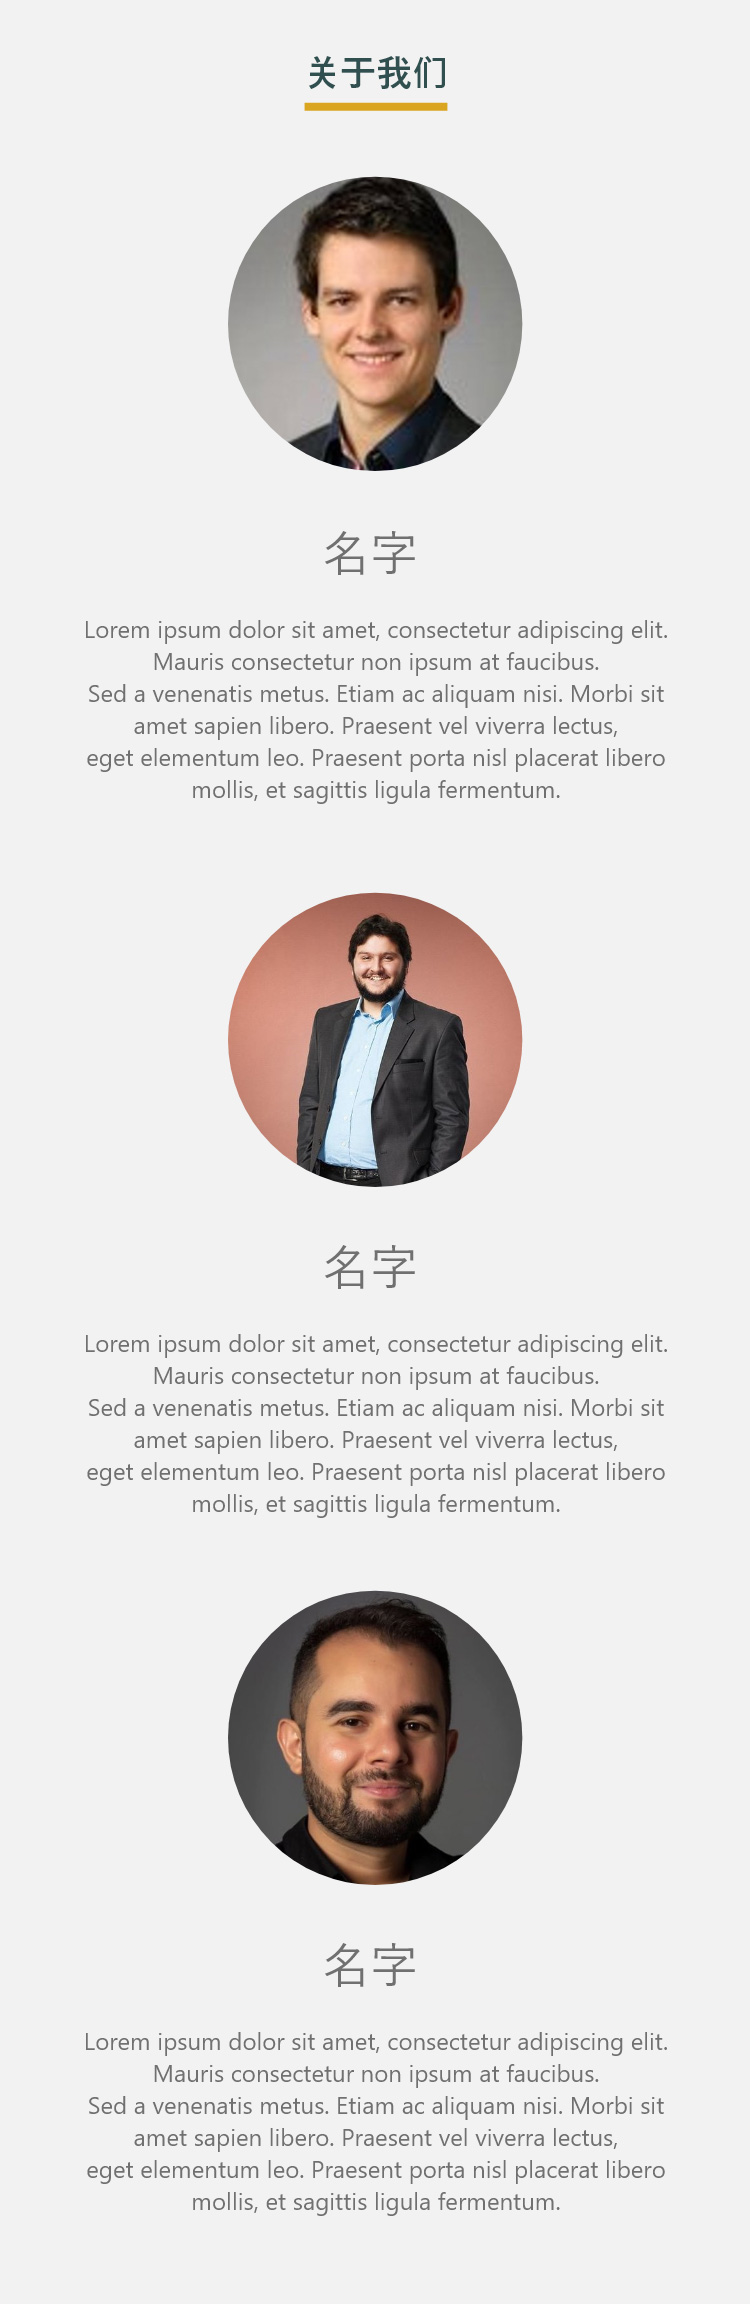 关于我们
名字
Lorem ipsum dolor sit amet, consectetur adipiscing elit.
Mauris consectetur non ipsum at faucibus.
Sed a venenatis metus. Etiam ac aliquam nisi. Morbi sit
amet sapien libero. Praesent vel viverra lectus,
eget elementum leo. Praesent porta nisl placerat libero
mollis, et sagittis ligula fermentum.
名字
Lorem ipsum dolor sit amet, consectetur adipiscing elit.
Mauris consectetur non ipsum at faucibus.
Sed a venenatis metus. Etiam ac aliquam nisi. Morbi sit
amet sapien libero. Praesent vel viverra lectus,
eget elementum leo. Praesent porta nisl placerat libero
mollis, et sagittis ligula fermentum.
名字
Lorem ipsum dolor sit amet, consectetur adipiscing elit.
Mauris consectetur non ipsum at faucibus.
Sed a venenatis metus. Etiam ac aliquam nisi. Morbi sit
amet sapien libero. Praesent vel viverra lectus,
eget elementum leo. Praesent porta nisl placerat libero
mollis, et sagittis ligula fermentum.